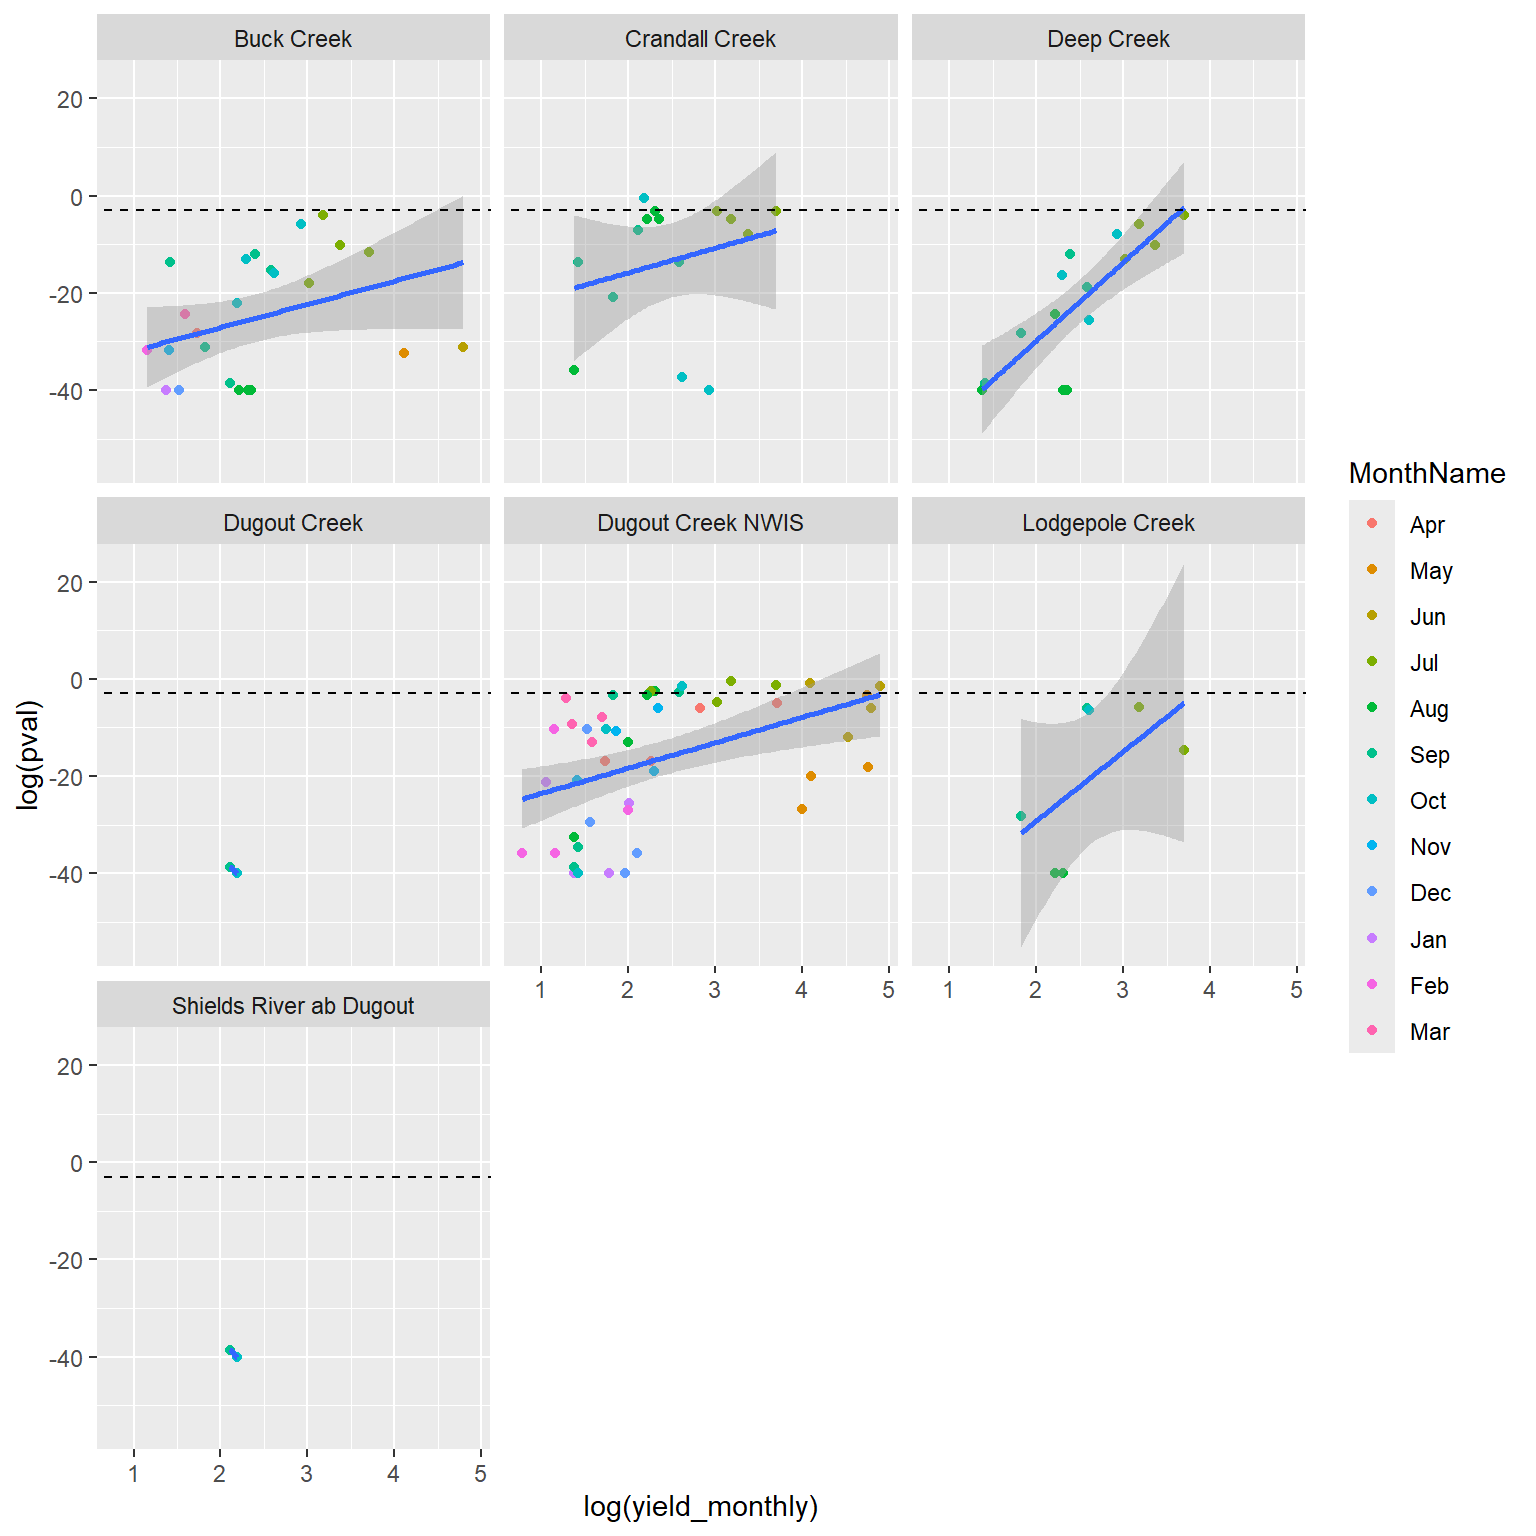 Buck Creek
Crandall Creek
Deep Creek
20
0
-20
-40
Dugout Creek
Dugout Creek NWIS
Lodgepole Creek
20
0
-20
-40
1 2 3 4 5
1 2 3 4 5
Shields River ab Dugout
20
0
-20
-40
1 2 3 4 5
log(yield_monthly)
log(pval)
MonthName
Apr
May
Jun
Jul
Aug
Sep
Oct
Nov
Dec
Jan
Feb
Mar